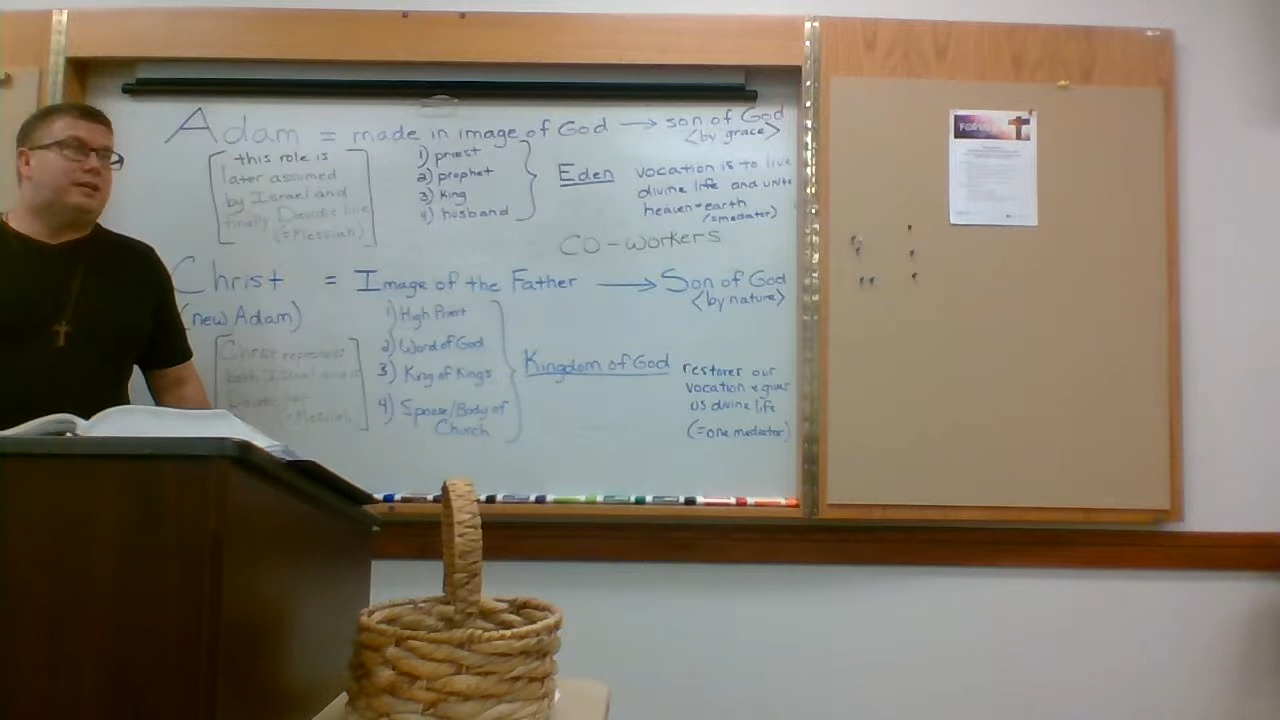 Adam = made in image of God → son of God
<by grace>
[this role is
later assumed
by Israel and
finally Davidic line
(=Messiah)]
1) priest
2) prophet
3) king
4) husband
Eden
vocation is to live
divine life and unite
heaven + earth
(=mediator)
CO-WORKERS
Christ = Image of the Father → Son of God
(new Adam)
<by nature>
[Christ
both Israel
(=Messiah)]
1) High Priest
2) Word of God
3) King of Kings
4) Spouse/Body of
Church
Kingdom of God
restores our
vocation + gives
us divine life
(=one mediator)